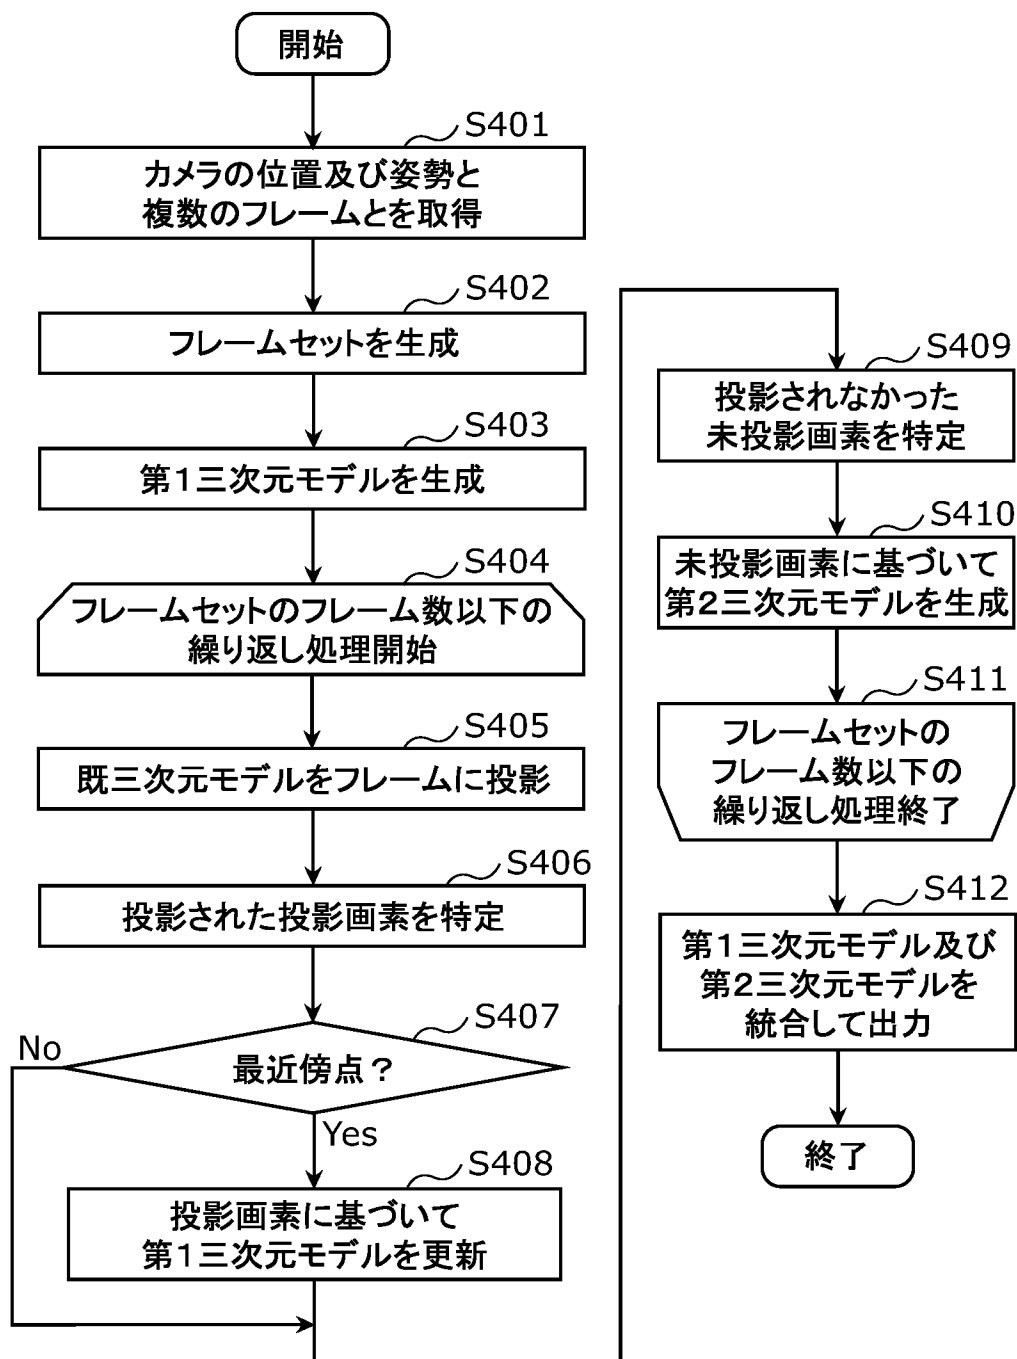 開始
S401
カメラの位置及び姿勢と
複数のフレームとを取得
S402
フレームセットを生成
S403
第1三次元モデルを生成
S404
フレームセットのフレーム数以下の
繰り返し処理開始
S405
既三次元モデルをフレームに投影
S406
投影された投影画素を特定
S407
最近傍点？
No
Yes
S408
投影画素に基づいて
第1三次元モデルを更新
S409
投影されなかった
未投影画素を特定
S410
未投影画素に基づいて
第2三次元モデルを生成
S411
フレームセットの
フレーム数以下の
繰り返し処理終了
S412
第1三次元モデル及び
第2三次元モデルを
統合して出力
終了